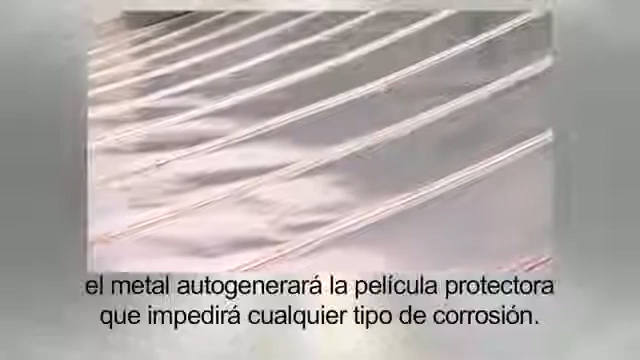 el metal autogenerará la película protectora
que impedirá cualquier tipo de corrosión.